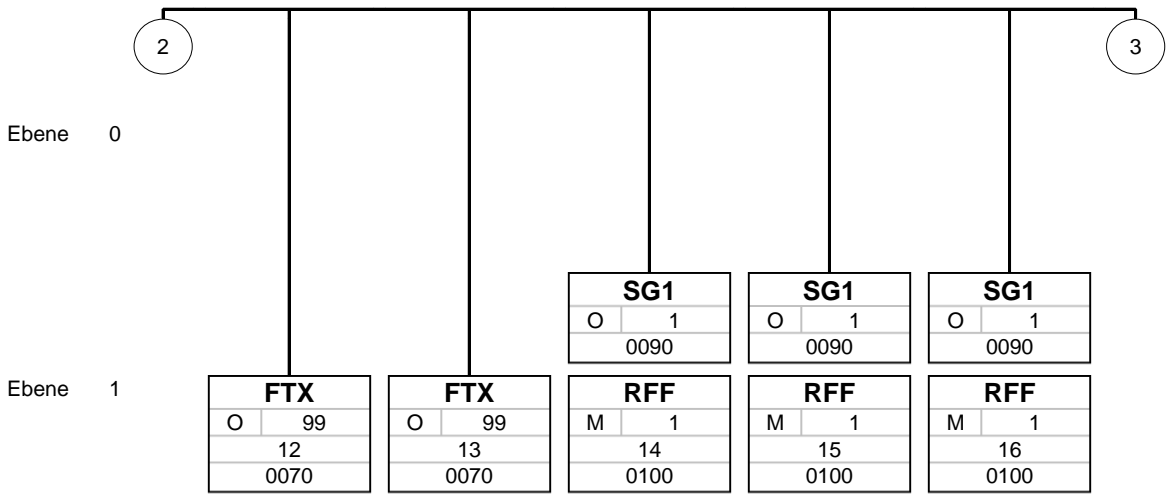 2 3
Ebene 0
SG1 SG1 SG1
O 1 O 1 O 1
0090 0090 0090
Ebene 1 FTX FTX RFF RFF RFF
O 99 O 99 M 1 M 1 M 1
12 13 14 15 16
0070 0070 0100 0100 0100